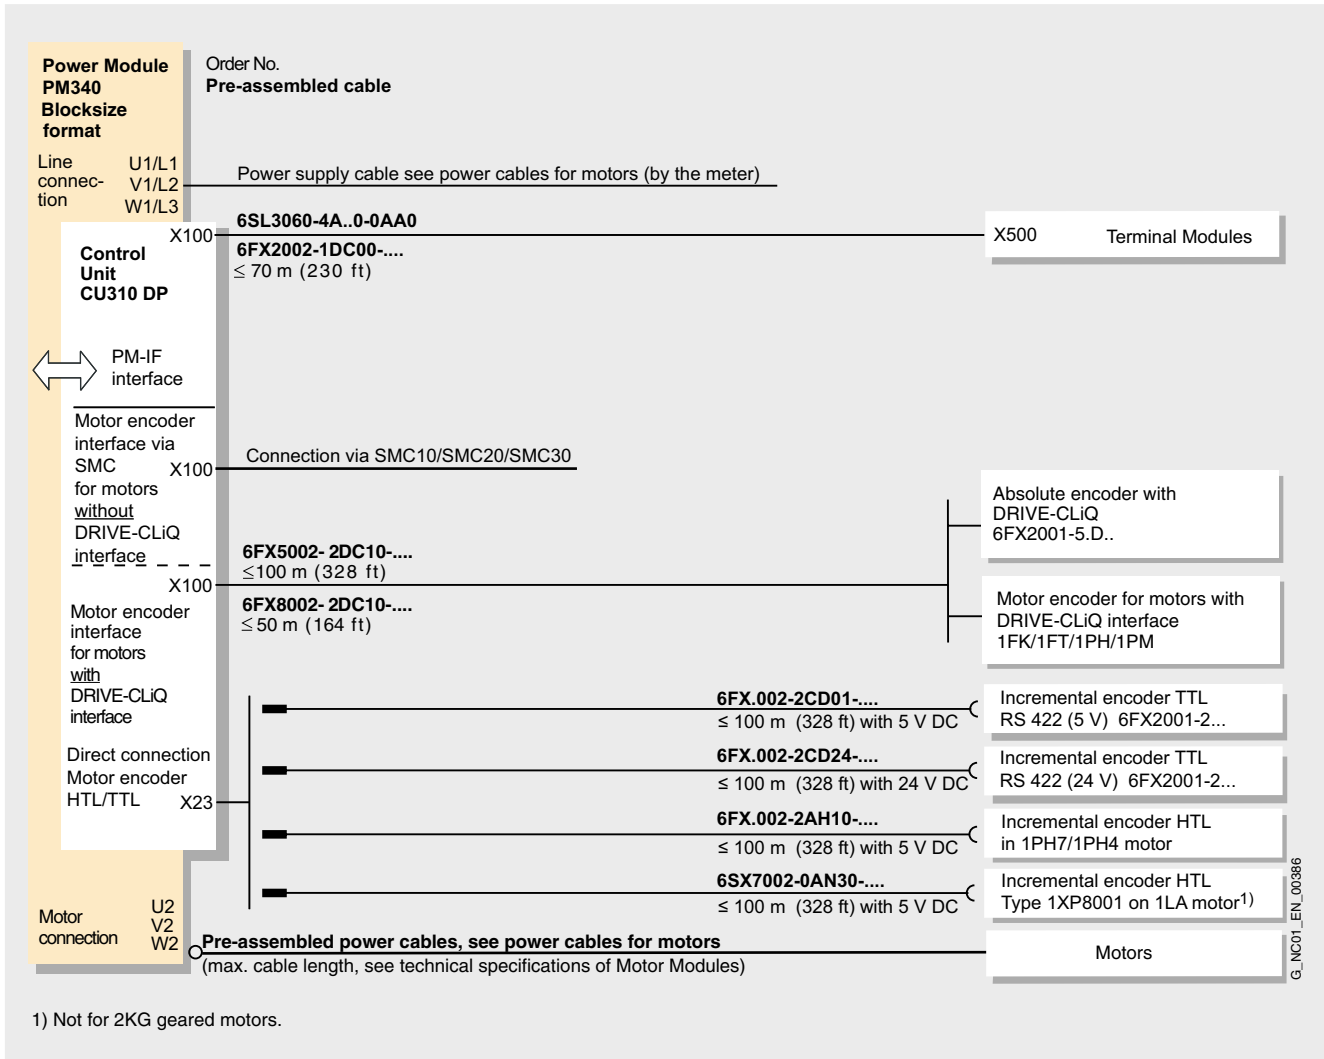 Power Module
PM340
Blocksize
format
Order No.
Pre-assembled cable
Line
connec-
tion
U1/L1
V1/L2
W1/L3
Power supply cable see power cables for motors (by the meter)
Control
Unit
CU310 DP
X100
6SL3060-4A..0-0AA0
6FX2002-1DC00-....
≤ 70 m (230 ft)
X500 Terminal Modules
PM-IF
interface
Motor encoder
interface via
SMC
for motors
without
DRIVE-CLiQ
interface
X100
Connection via SMC10/SMC20/SMC30
X100
6FX5002- 2DC10-....
≤100 m (328 ft)
6FX8002- 2DC10-....
≤ 50 m (164 ft)
Absolute encoder with
DRIVE-CLiQ
6FX2001-5.D..
Motor encoder for motors with
DRIVE-CLiQ interface
1FK/1FT/1PH/1PM
Motor encoder
interface
for motors
with
DRIVE-CLiQ
interface
Direct connection
Motor encoder
HTL/TTL X23
6FX.002-2CD01-....
≤ 100 m (328 ft) with 5 V DC
Incremental encoder TTL
RS 422 (5 V) 6FX2001-2...
6FX.002-2CD24-....
≤ 100 m (328 ft) with 24 V DC
Incremental encoder TTL
RS 422 (24 V) 6FX2001-2...
6FX.002-2AH10-....
≤ 100 m (328 ft) with 5 V DC
Incremental encoder HTL
in 1PH7/1PH4 motor
6SX7002-0AN30-....
≤ 100 m (328 ft) with 5 V DC
Incremental encoder HTL
Type 1XP8001 on 1LA motor1)
Motor
connection
U2
V2
W2
Pre-assembled power cables, see power cables for motors
(max. cable length, see technical specifications of Motor Modules)
Motors
G_NC01_EN_00386
1) Not for 2KG geared motors.